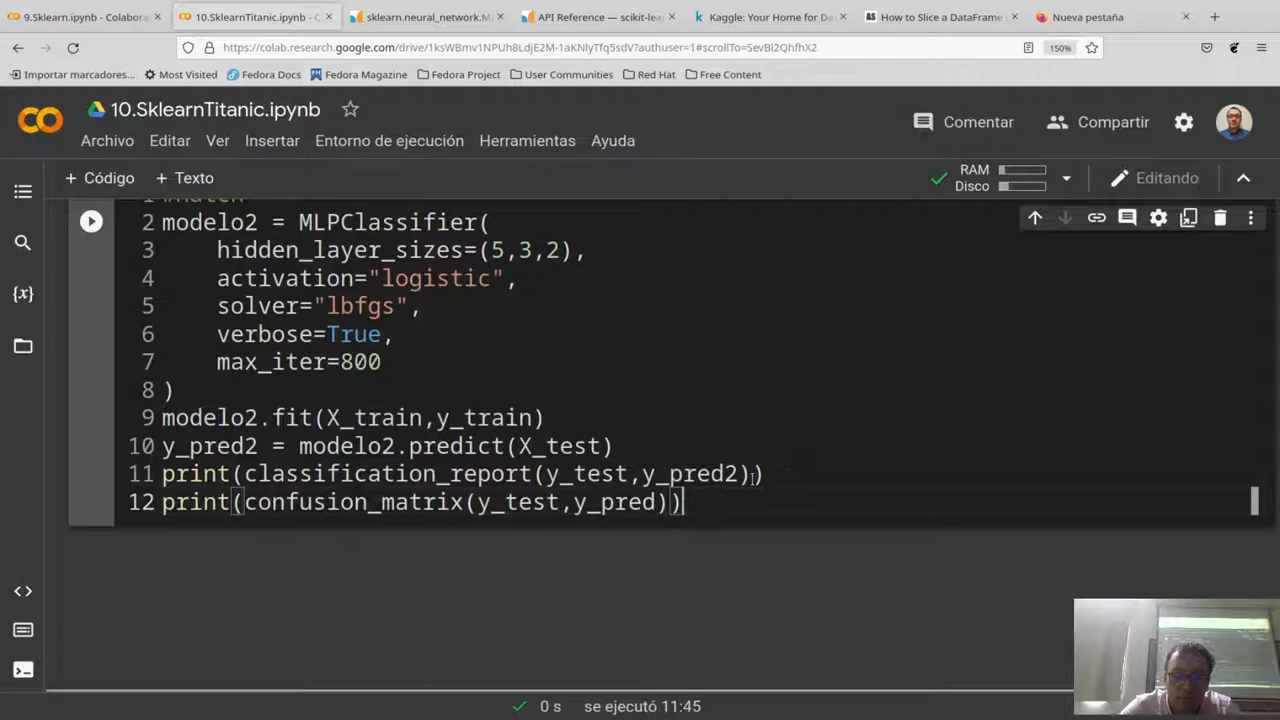 9.Sklearn.ipynb - Colabora
10.SklearnTitanic.ipynb - C
sklearn.neural_network.M
API Reference — scikit-lea
Kaggle: Your Home for Da
How to Slice a DataFrame
Nueva pestaña
https://colab.research.google.com/drive/1ksWBmv1NPUh8LdjE2M-1aKNlyTfq5sdV?authuser=1#scrollTo=SevBl2QhfhX2
150%
Importar marcadores...
Most Visited
Fedora Docs
Fedora Magazine
Fedora Project
User Communities
Red Hat
Free Content
10.SklearnTitanic.ipynb
Comentar
Compartir
Archivo Editar Ver Insertar Entorno de ejecución Herramientas Ayuda
+ Código + Texto
RAM
Disco
Editando
2 modelo2 = MLPClassifier(
3 hidden_layer_sizes=(5,3,2),
4 activation="logistic",
5 solver="lbfgs",
6 verbose=True,
7 max_iter=800
8 )
9 modelo2.fit(X_train,y_train)
10 y_pred2 = modelo2.predict(X_test)
11 print(classification_report(y_test,y_pred2))
12 print(confusion_matrix(y_test,y_pred))
0 s se ejecutó 11:45